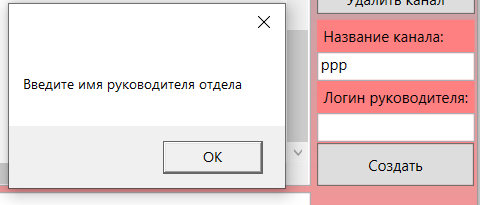 Удалить канал
Название канала:
ppp
Введите имя руководителя отдела
Логин руководителя:
OK
Создать